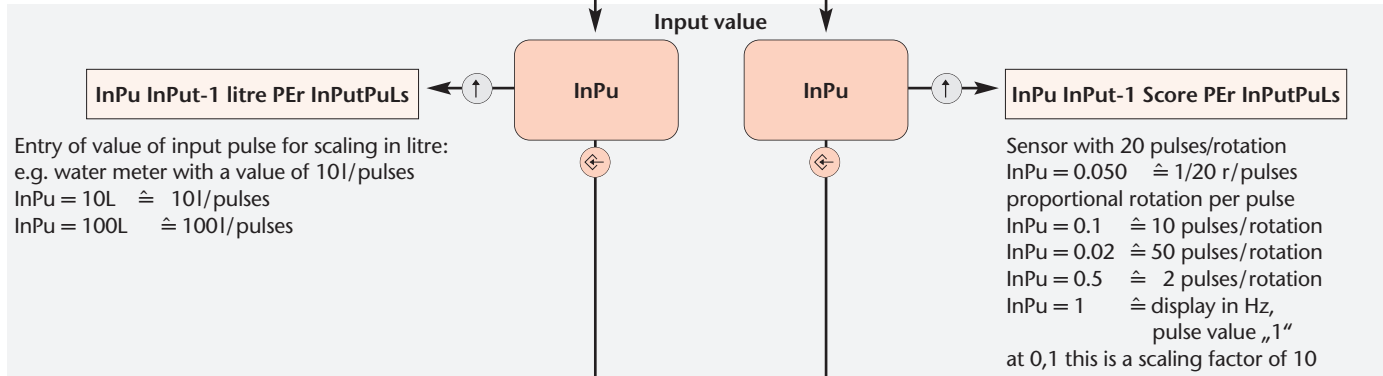 Input value
InPu
InPu
InPu InPut-1 litre PEr InPutPuLs
Entry of value of input pulse for scaling in litre:
e.g. water meter with a value of 10l/pulses
InPu = 10L ≙ 10l/pulses
InPu = 100L ≙ 100l/pulses
InPu InPut-1 Score PEr InPutPuLs
Sensor with 20 pulses/rotation
InPu = 0.050 ≙ 1/20 r/pulses
proportional rotation per pulse
InPu = 0.1 ≙ 10 pulses/rotation
InPu = 0.02 ≙ 50 pulses/rotation
InPu = 0.5 ≙ 2 pulses/rotation
InPu = 1 ≙ display in Hz,
pulse value „1“
at 0,1 this is a scaling factor of 10